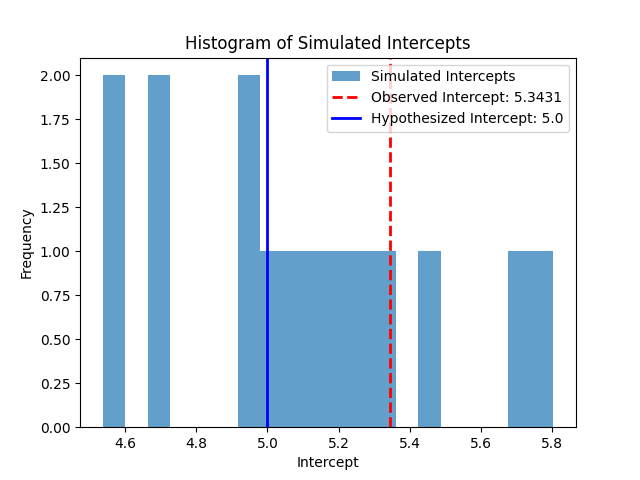 Histogram of Simulated Intercepts
Simulated Intercepts
Observed Intercept: 5.3431
Hypothesized Intercept: 5.0
Frequency
2.00
1.75
1.50
1.25
1.00
0.75
0.50
0.25
0.00
4.6 4.8 5.0 5.2 5.4 5.6 5.8
Intercept